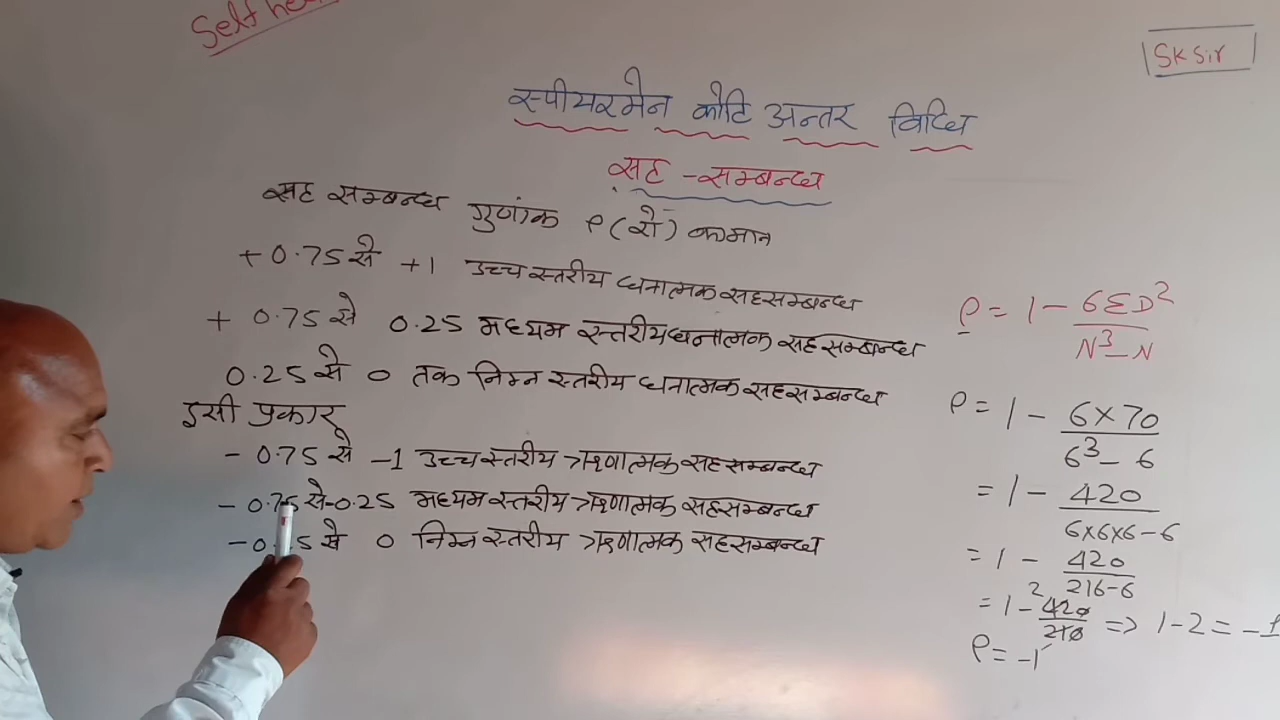 Self
SK Sir
स्पीयरमेन कोटि अन्तर विधि
सह - सम्बन्ध
सह सम्बन्ध गुणांक ρ (रो) का मान
+ 0.75 से +1 उच्च स्तरीय धनात्मक सहसम्बन्ध
+ 0.75 से 0.25 मध्यम स्तरीय धनात्मक सहसम्बन्ध
0.25 से 0 तक निम्न स्तरीय धनात्मक सहसम्बन्ध
इसी प्रकार
- 0.75 से -1 उच्च स्तरीय ऋणात्मक सहसम्बन्ध
- 0.75 से -0.25 मध्यम स्तरीय ऋणात्मक सहसम्बन्ध
से 0 निम्न स्तरीय ऋणात्मक सहसम्बन्ध
ρ = 1 - 6ΣD²
N³ - N
ρ = 1 - 6×70
6³ - 6
= 1 - 420
6×6×6-6
= 1 - 420
216-6
2
= 1 - 420 ⇒ 1-2 = -1
210
ρ = -1